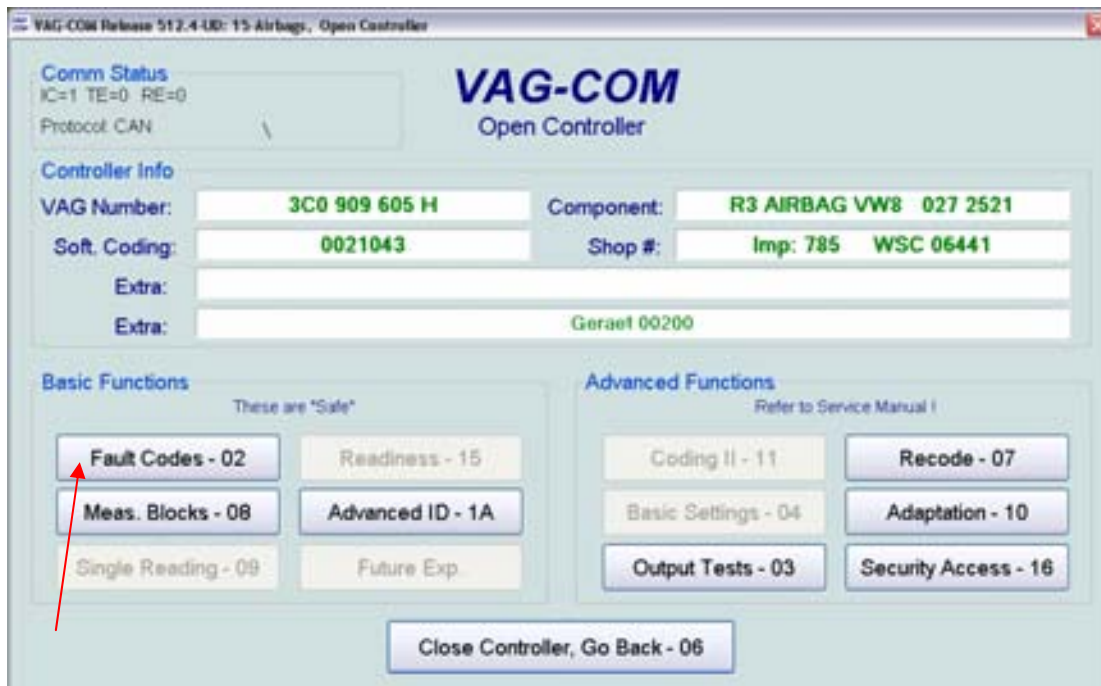 VAG-COM Release 512.4-UD: 15-Airbags, Open Controller
Comm Status
IC=1 TE=0 RE=0
Protocol: CAN
\
VAG-COM
Open Controller
Controller Info
VAG Number: 3C0 909 605 H Component: R3 AIRBAG VW8 027 2521
Soft. Coding: 0021043 Shop #: Imp: 785 WSC 06441
Extra:
Extra: Geraet 00200
Basic Functions
These are "Safe"
Fault Codes - 02
Readiness - 15
Meas. Blocks - 08
Advanced ID - 1A
Single Reading - 09
Future Exp.
Advanced Functions
Refer to Service Manual !
Coding II - 11
Recode - 07
Basic Settings - 04
Adaptation - 10
Output Tests - 03
Security Access - 16
Close Controller, Go Back - 06